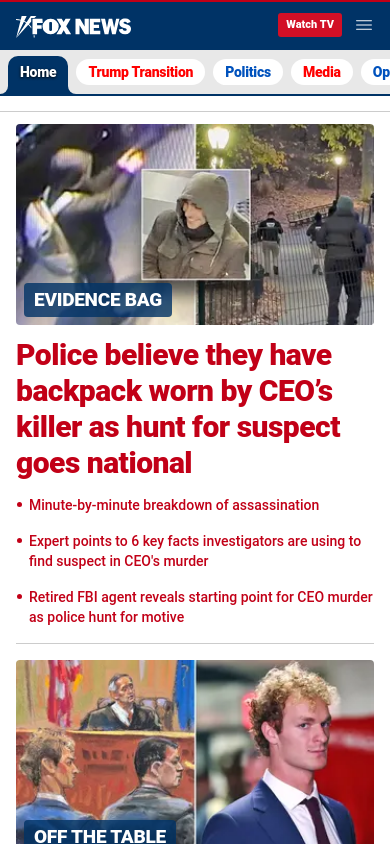 FOX NEWS
Watch TV
Home
Trump Transition
Politics
Media
Op
EVIDENCE BAG
Police believe they have
backpack worn by CEO’s
killer as hunt for suspect
goes national
• Minute-by-minute breakdown of assassination
• Expert points to 6 key facts investigators are using to
find suspect in CEO's murder
• Retired FBI agent reveals starting point for CEO murder
as police hunt for motive
OFF THE TABLE